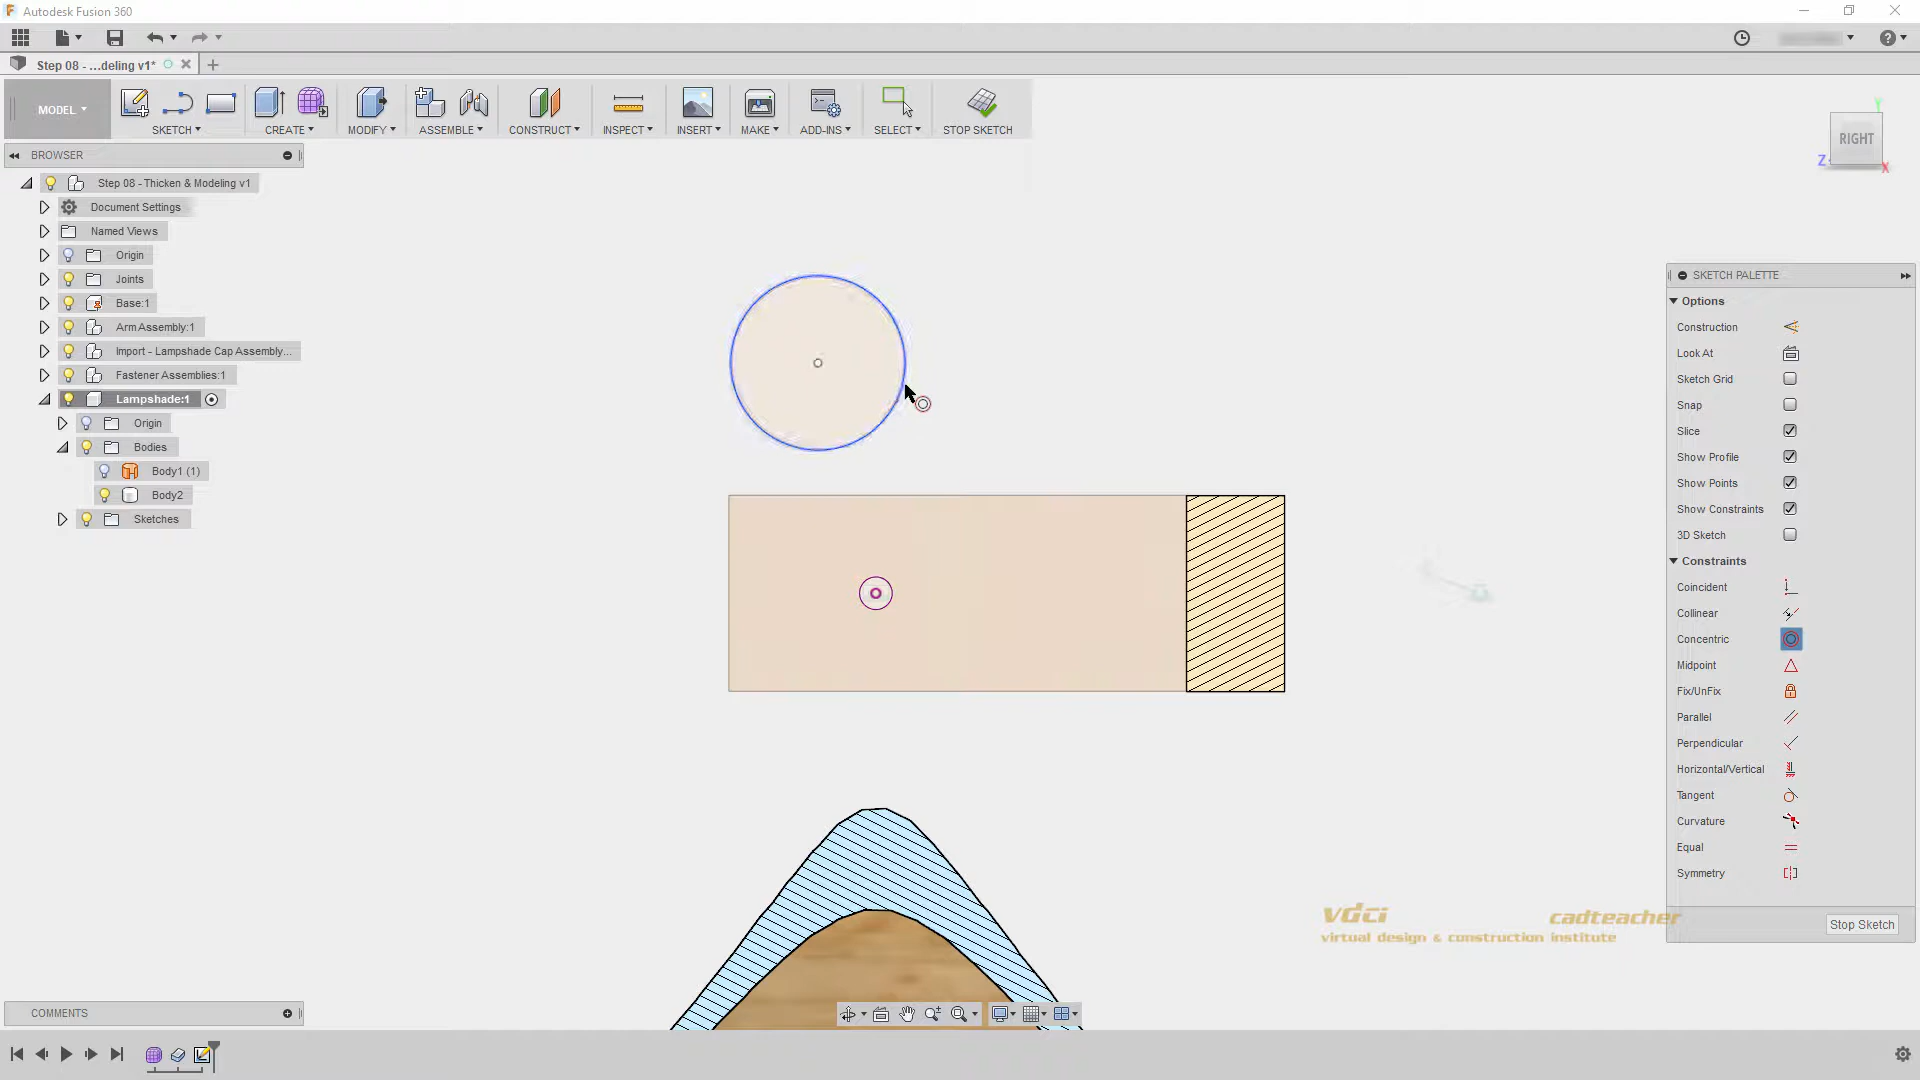 Autodesk Fusion 360
Step 08 - ...deling v1*
MODEL
SKETCH
CREATE
MODIFY
ASSEMBLE
CONSTRUCT
INSPECT
INSERT
MAKE
ADD-INS
SELECT
STOP SKETCH
BROWSER
Step 08 - Thicken & Modeling v1
Document Settings
Named Views
Origin
Joints
Base:1
Arm Assembly:1
Import - Lampshade Cap Assembly...
Fastener Assemblies:1
Lampshade:1
Origin
Bodies
Body1 (1)
Body2
Sketches
COMMENTS
Y
RIGHT
Z
X
SKETCH PALETTE
Options
Construction
Look At
Sketch Grid
Snap
Slice
Show Profile
Show Points
Show Constraints
3D Sketch
Constraints
Coincident
Collinear
Concentric
Midpoint
Fix/UnFix
Parallel
Perpendicular
Horizontal/Vertical
Tangent
Curvature
Equal
Symmetry
Stop Sketch
vdci cadteacher
virtual design & construction institute